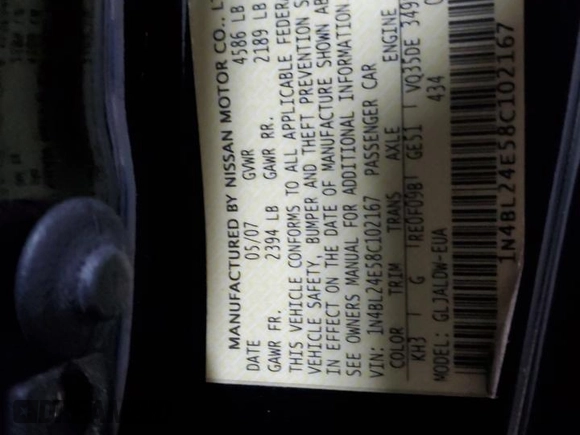 MANUFACTURED BY NISSAN MOTOR CO., L
DATE 05/07 GVWR 4586 LB
GAWR FR. 2394 LB GAWR RR. 2189 LB
THIS VEHICLE CONFORMS TO ALL APPLICABLE FEDERA
VEHICLE SAFETY, BUMPER AND THEFT PREVENTION S
IN EFFECT ON THE DATE OF MANUFACTURE SHOWN AB
SEE OWNERS MANUAL FOR ADDITIONAL INFORMATION
VIN: 1N4BL24E58C102167 PASSENGER CAR
COLOR TRIM TRANS AXLE ENGINE
KH3 G RE0F09B GE51 VQ35DE 349
MODEL: GLJALDW-EUA 434
1N4BL24E58C102167